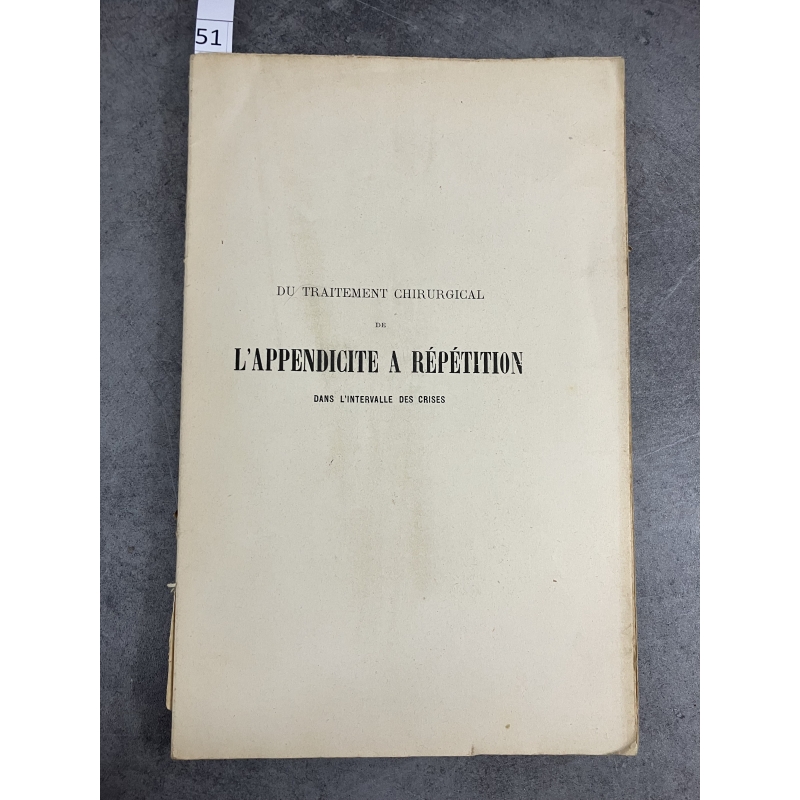 51
DU TRAITEMENT CHIRURGICAL
DE
L'APPENDICITE A RÉPÉTITION
DANS L'INTERVALLE DES CRISES